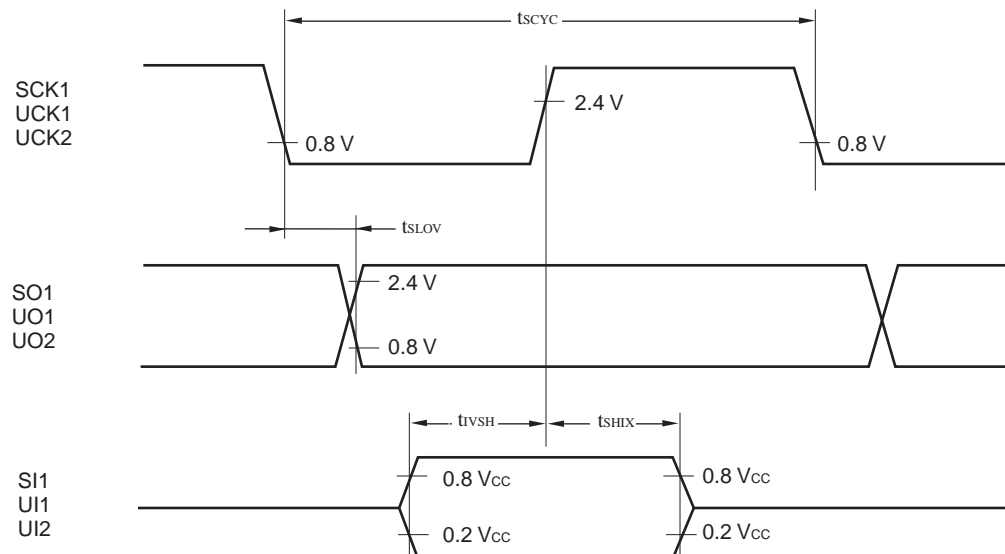 tSCYC
SCK1
UCK1
UCK2
0.8 V
2.4 V
0.8 V
tSLOV
SO1
UO1
UO2
2.4 V
0.8 V
tIVSH
tSHIX
SI1
UI1
UI2
0.8 VCC
0.8 VCC
0.2 VCC
0.2 VCC